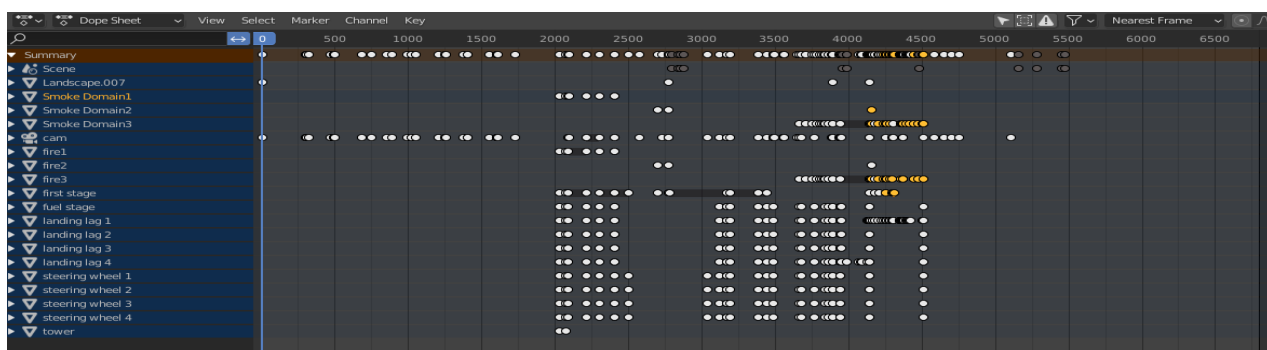 Dope Sheet View Select Marker Channel Key Nearest Frame
0 500 1000 1500 2000 2500 3000 3500 4000 4500 5000 5500 6000 6500
Summary
Scene
Landscape.007
Smoke Domain1
Smoke Domain2
Smoke Domain3
cam
fire1
fire2
fire3
first stage
fuel stage
landing lag 1
landing lag 2
landing lag 3
landing lag 4
steering wheel 1
steering wheel 2
steering wheel 3
steering wheel 4
tower